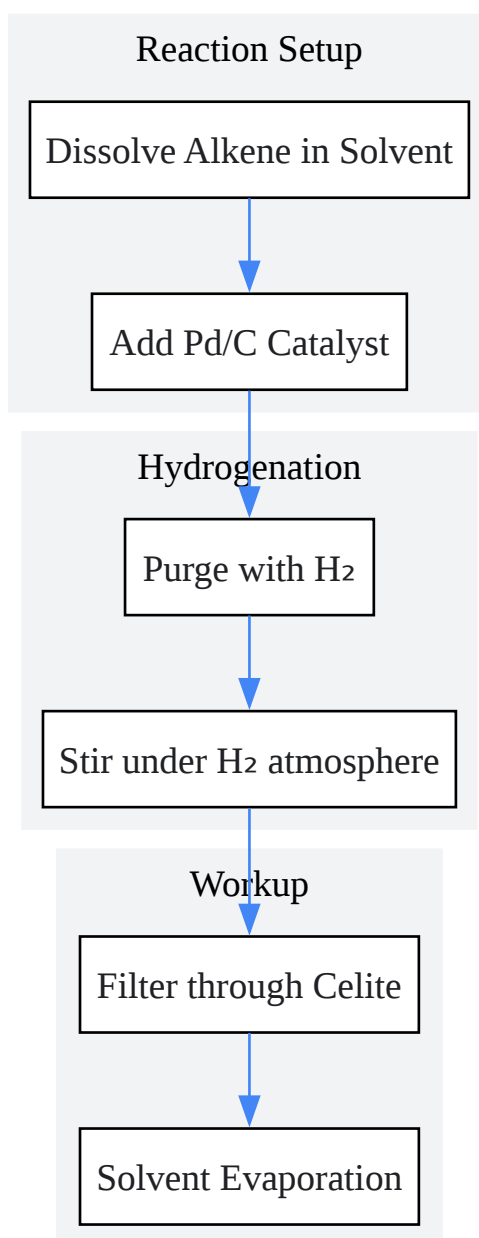 Reaction Setup
Dissolve Alkene in Solvent
Add Pd/C Catalyst
Hydrogenation
Purge with H₂
Stir under H₂ atmosphere
Workup
Filter through Celite
Solvent Evaporation